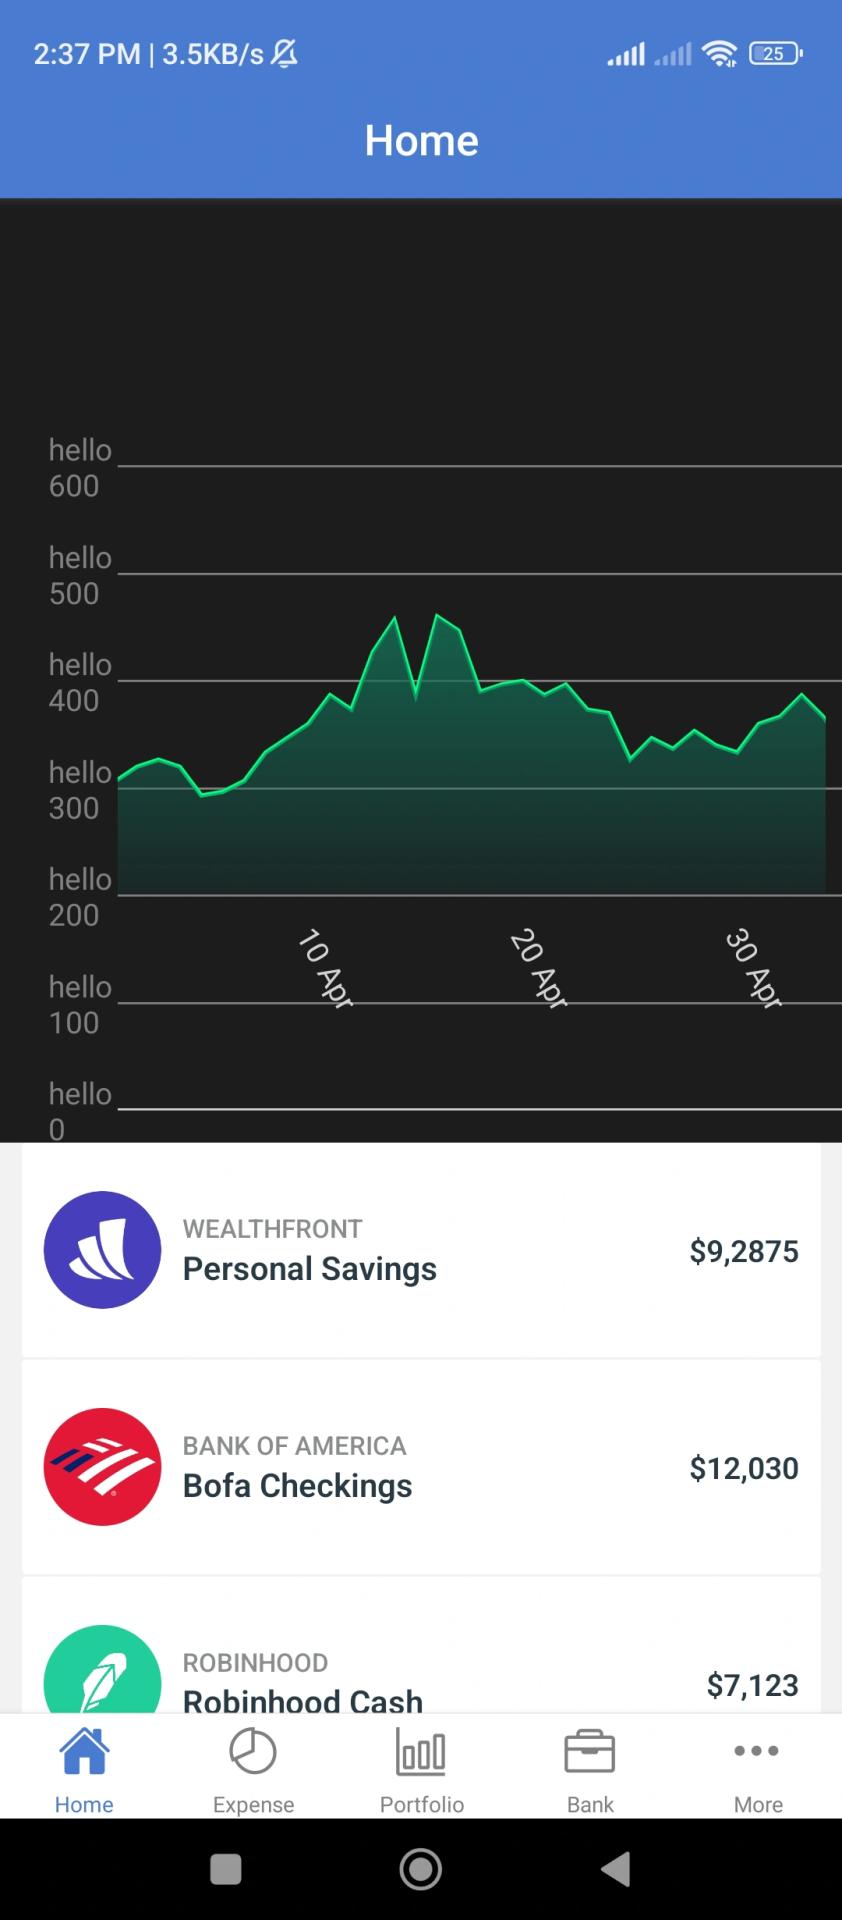 2:37 PM | 3.5KB/s
25
Home
hello
600
hello
500
hello
400
hello
300
hello
200
10 Apr
20 Apr
30 Apr
hello
100
hello
0
WEALTHFRONT
Personal Savings
$9,2875
BANK OF AMERICA
Bofa Checkings
$12,030
ROBINHOOD
Robinhood Cash
$7,123
Home
Expense
Portfolio
Bank
More